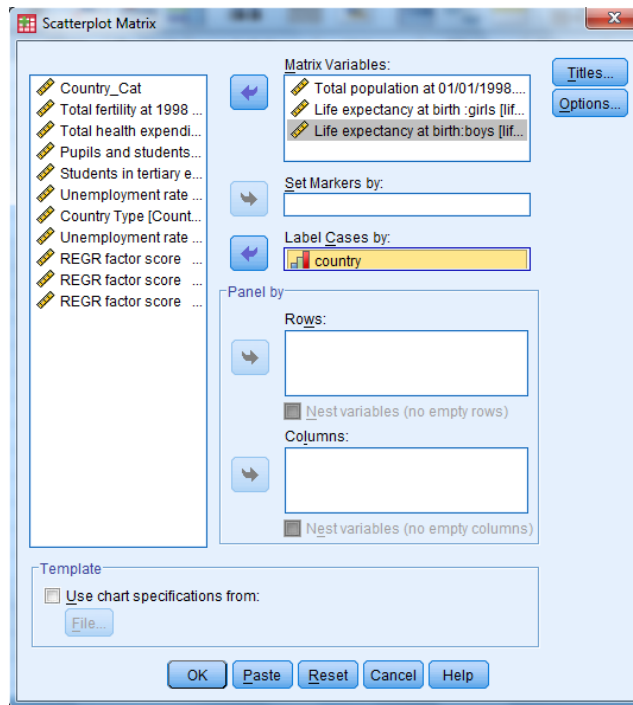 Scatterplot Matrix
Country_Cat
Total fertility at 1998 ...
Total health expendi...
Pupils and students...
Students in tertiary e...
Unemployment rate ...
Country Type [Count...
Unemployment rate ...
REGR factor score ...
REGR factor score ...
REGR factor score ...
Matrix Variables:
Total population at 01/01/1998....
Life expectancy at birth :girls [lif...
Life expectancy at birth:boys [lif...
Set Markers by:
Label Cases by:
country
Panel by
Rows:
Nest variables (no empty rows)
Columns:
Nest variables (no empty columns)
Titles...
Options...
Template
Use chart specifications from:
File...
OK
Paste
Reset
Cancel
Help